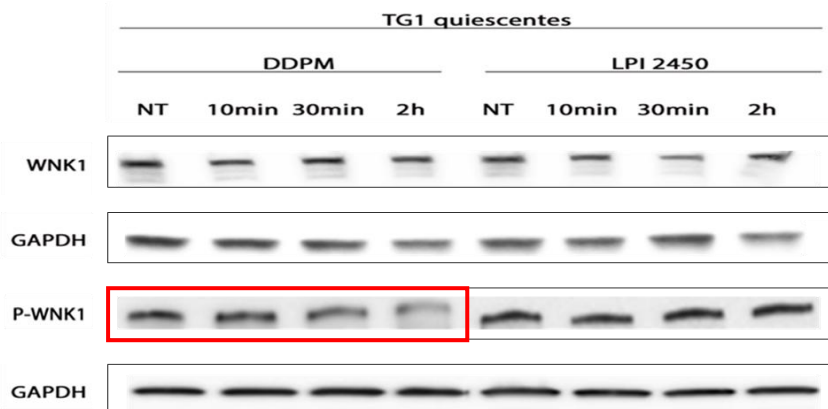 TG1 quiescentes
DDPM LPI 2450
NT 10min 30min 2h NT 10min 30min 2h
WNK1
GAPDH
P-WNK1
GAPDH